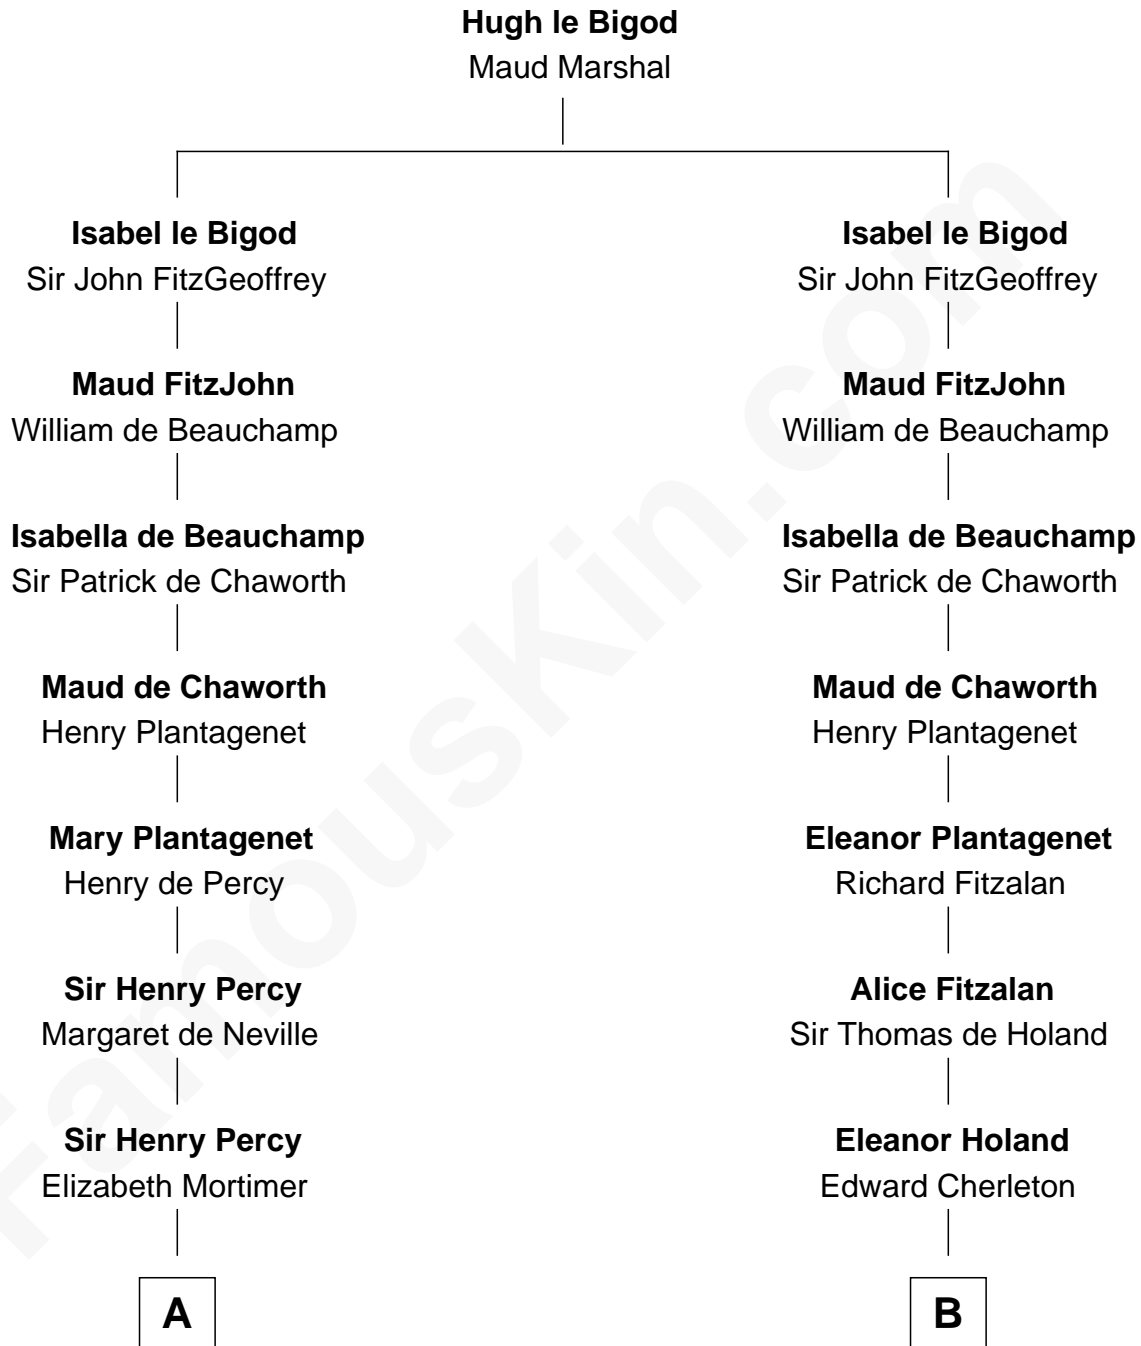 Hugh le Bigod
Maud Marshal
Isabel le Bigod
Sir John FitzGeoffrey
Maud FitzJohn
William de Beauchamp
Isabella de Beauchamp
Sir Patrick de Chaworth
Maud de Chaworth
Henry Plantagenet
Mary Plantagenet
Henry de Percy
Sir Henry Percy
Margaret de Neville
Sir Henry Percy
Elizabeth Mortimer
A
Isabel le Bigod
Sir John FitzGeoffrey
Maud FitzJohn
William de Beauchamp
Isabella de Beauchamp
Sir Patrick de Chaworth
Maud de Chaworth
Henry Plantagenet
Eleanor Plantagenet
Richard Fitzalan
Alice Fitzalan
Sir Thomas de Holand
Eleanor Holand
Edward Cherleton
B
FamousKin.com